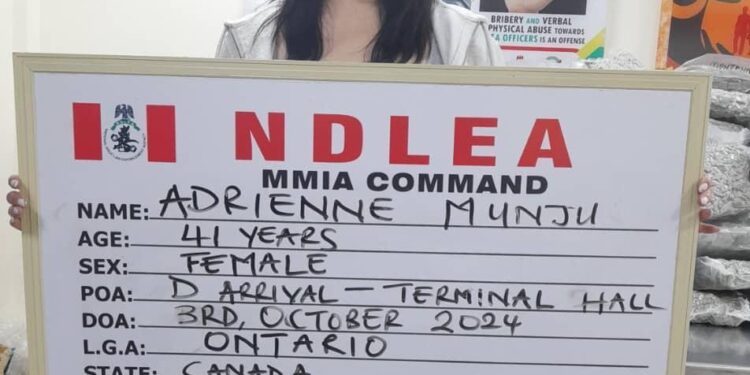 BRIBERY AND VERBAL
PHYSICAL ABUSE TOWARDS
OFFICERS IS AN OFFENSE
NDLEA
MMIA COMMAND
NAME: ADRIENNE MUNJU
AGE: 41 YEARS
SEX: FEMALE
POA: D ARRIVAL - TERMINAL HALL
DOA: 3RD, OCTOBER 2024
L.G.A: ONTARIO
STATE: CANADA